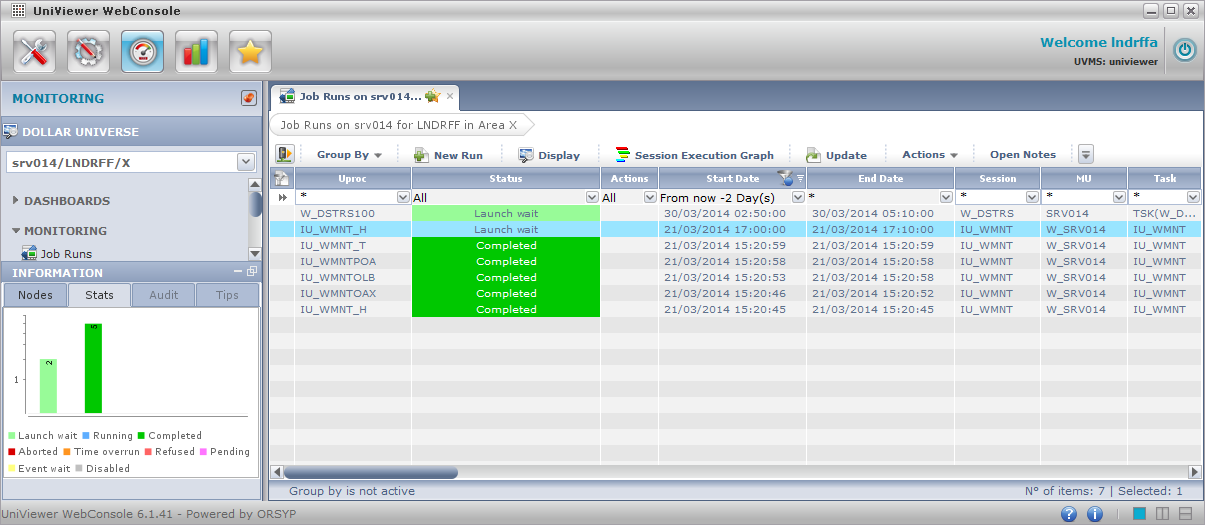 UniViewer WebConsole
Welcome lndrffa
UVMS: univiewer
MONITORING
DOLLAR UNIVERSE
srv014/LNDRFF/X
DASHBOARDS
MONITORING
Job Runs
INFORMATION
Nodes Stats Audit Tips
2
5
1
Launch wait Running Completed
Aborted Time overrun Refused Pending
Event wait Disabled
Job Runs on srv014...
Job Runs on srv014 for LNDRFF in Area X
Group By New Run Display Session Execution Graph Update Actions Open Notes
Uproc Status Actions Start Date End Date Session MU Task
* All All From now -2 Day(s) * * * *
W_DSTRS100 Launch wait 30/03/2014 02:50:00 30/03/2014 05:10:00 W_DSTRS SRV014 TSK(W_D...
IU_WMNT_H Launch wait 21/03/2014 17:00:00 21/03/2014 17:10:00 IU_WMNT W_SRV014 IU_WMNT
IU_WMNT_T Completed 21/03/2014 15:20:59 21/03/2014 15:20:59 IU_WMNT W_SRV014 IU_WMNT
IU_WMNTPOA Completed 21/03/2014 15:20:58 21/03/2014 15:20:58 IU_WMNT W_SRV014 IU_WMNT
IU_WMNTOLB Completed 21/03/2014 15:20:53 21/03/2014 15:20:58 IU_WMNT W_SRV014 IU_WMNT
IU_WMNTOAX Completed 21/03/2014 15:20:46 21/03/2014 15:20:52 IU_WMNT W_SRV014 IU_WMNT
IU_WMNT_H Completed 21/03/2014 15:20:45 21/03/2014 15:20:45 IU_WMNT W_SRV014 IU_WMNT
Group by is not active
N° of items: 7 | Selected: 1
UniViewer WebConsole 6.1.41 - Powered by ORSYP